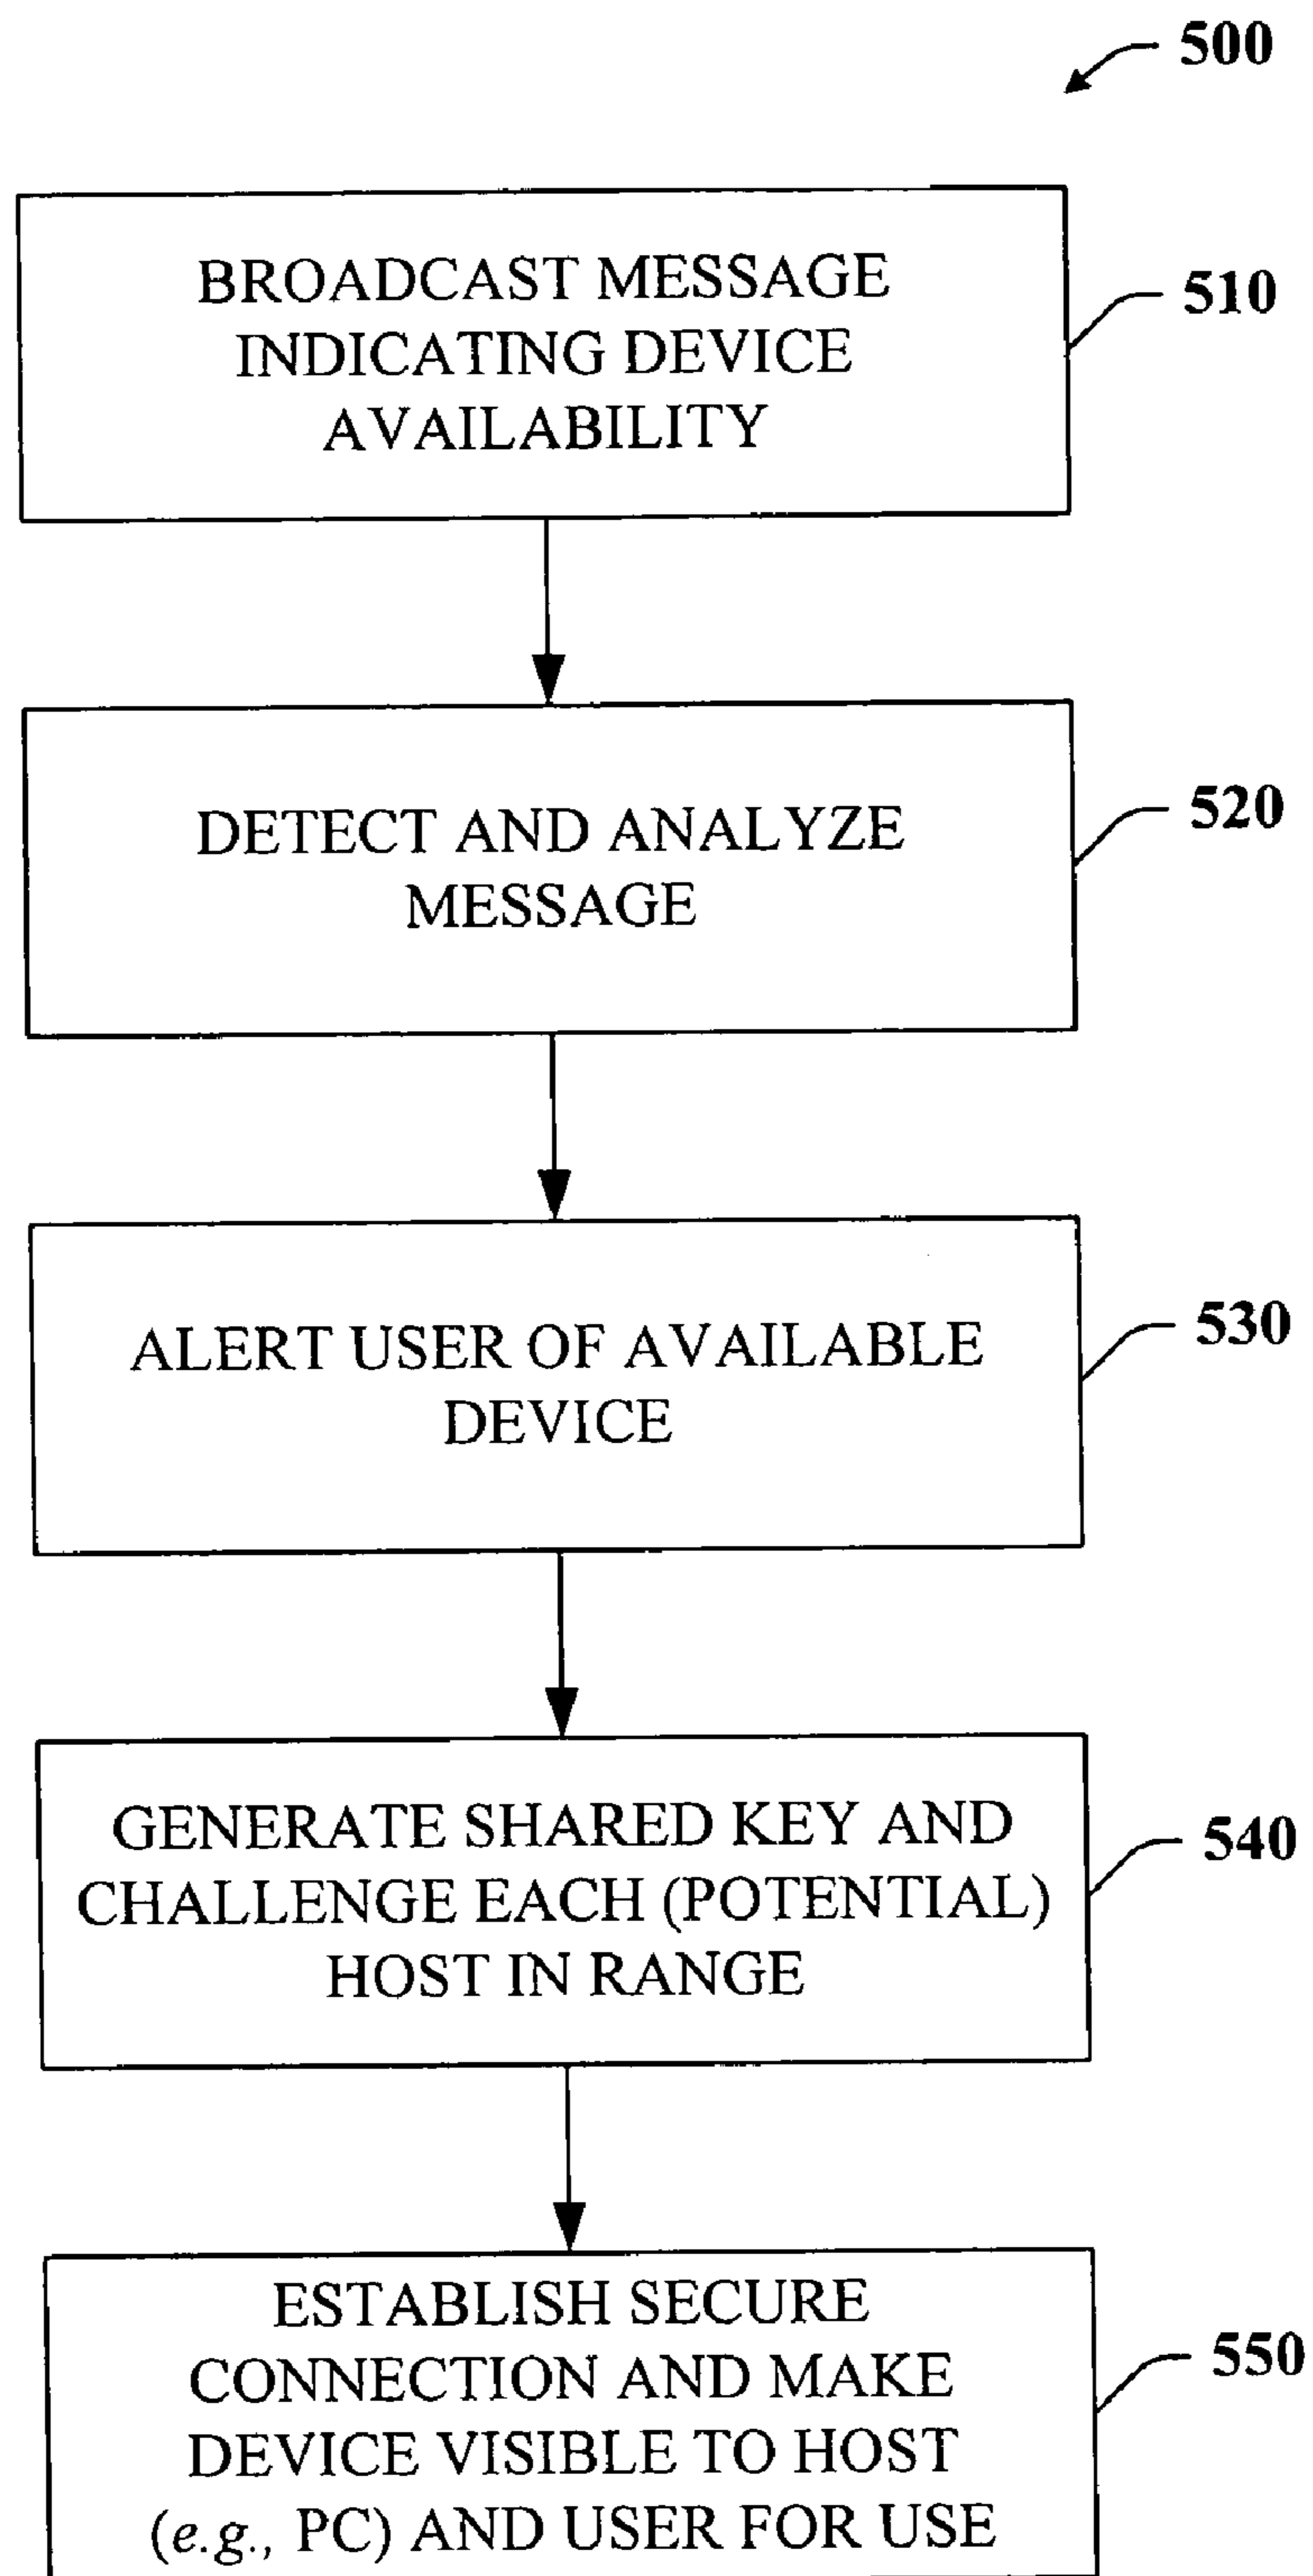 500
BROADCAST MESSAGE
INDICATING DEVICE
AVAILABILITY
510
DETECT AND ANALYZE
MESSAGE
520
ALERT USER OF AVAILABLE
DEVICE
530
GENERATE SHARED KEY AND
CHALLENGE EACH (POTENTIAL)
HOST IN RANGE
540
ESTABLISH SECURE
CONNECTION AND MAKE
DEVICE VISIBLE TO HOST
(e.g., PC) AND USER FOR USE
550